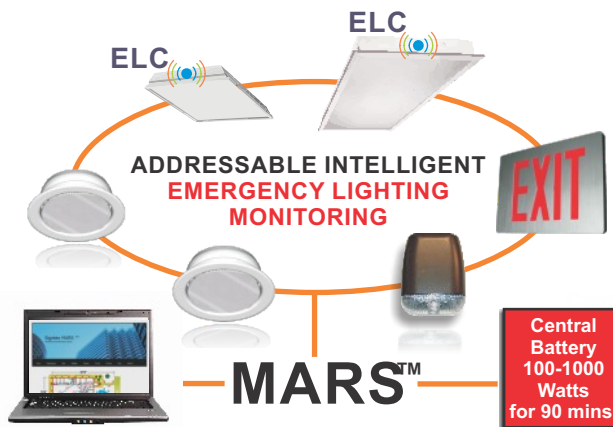 ELC
ELC
ADDRESSABLE INTELLIGENT
EMERGENCY LIGHTING
MONITORING
EXIT
MARS™
Central
Battery
100-1000
Watts
for 90 mins